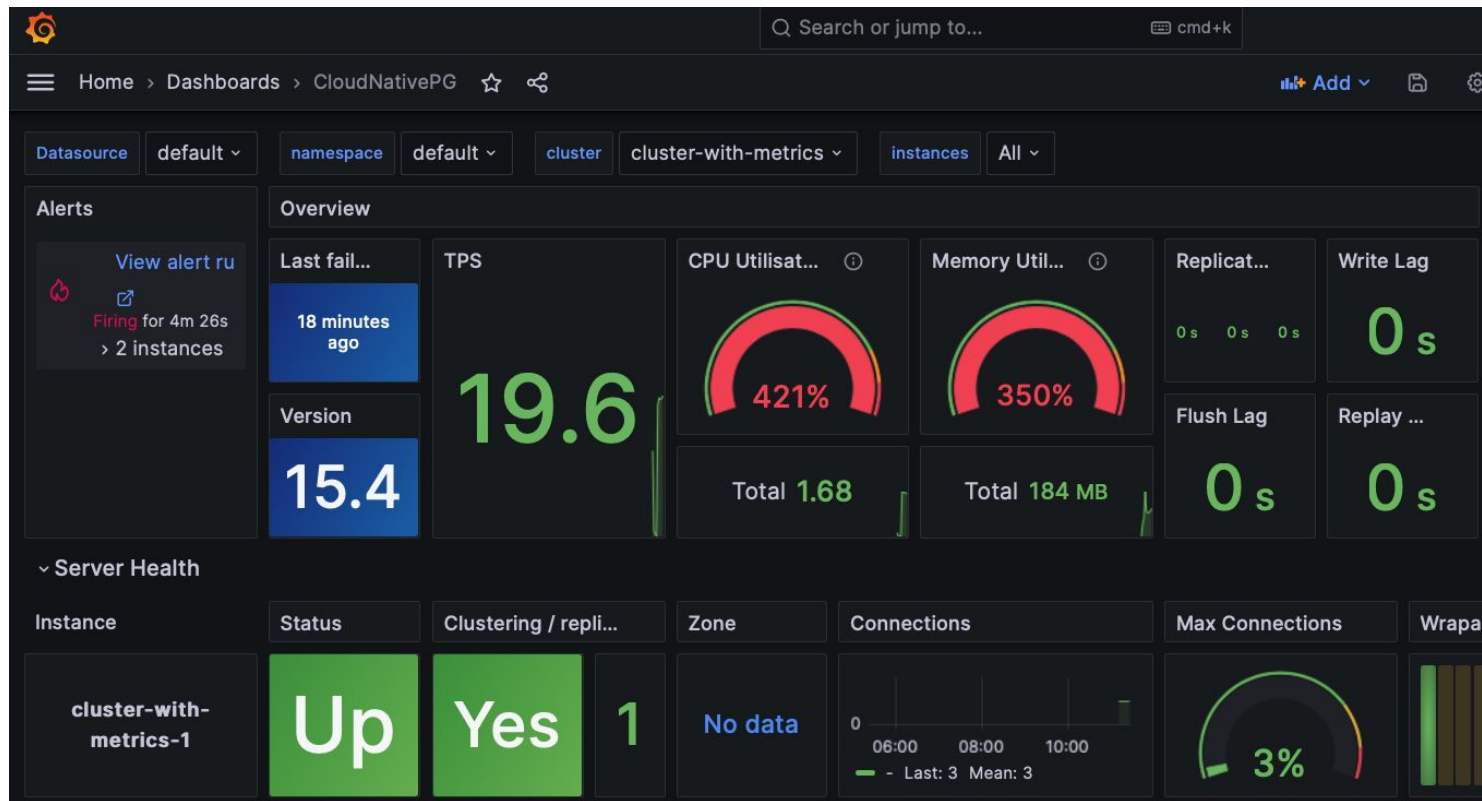 Search or jump to... cmd+k
Home › Dashboards › CloudNativePG Add
Datasource default namespace default cluster cluster-with-metrics instances All
Alerts
View alert ru
Firing for 4m 26s
› 2 instances
Overview
Last fail...
18 minutes
ago
Version
15.4
TPS
19.6
CPU Utilisat...
421%
Total 1.68
Memory Util...
350%
Total 184 MB
Replicat...
0 s 0 s 0 s
Write Lag
0 s
Flush Lag
0 s
Replay ...
0 s
Server Health
Instance Status Clustering / repli... Zone Connections Max Connections Wrapa
cluster-with-
metrics-1
Up
Yes
1
No data
0
06:00 08:00 10:00
- Last: 3 Mean: 3
3%